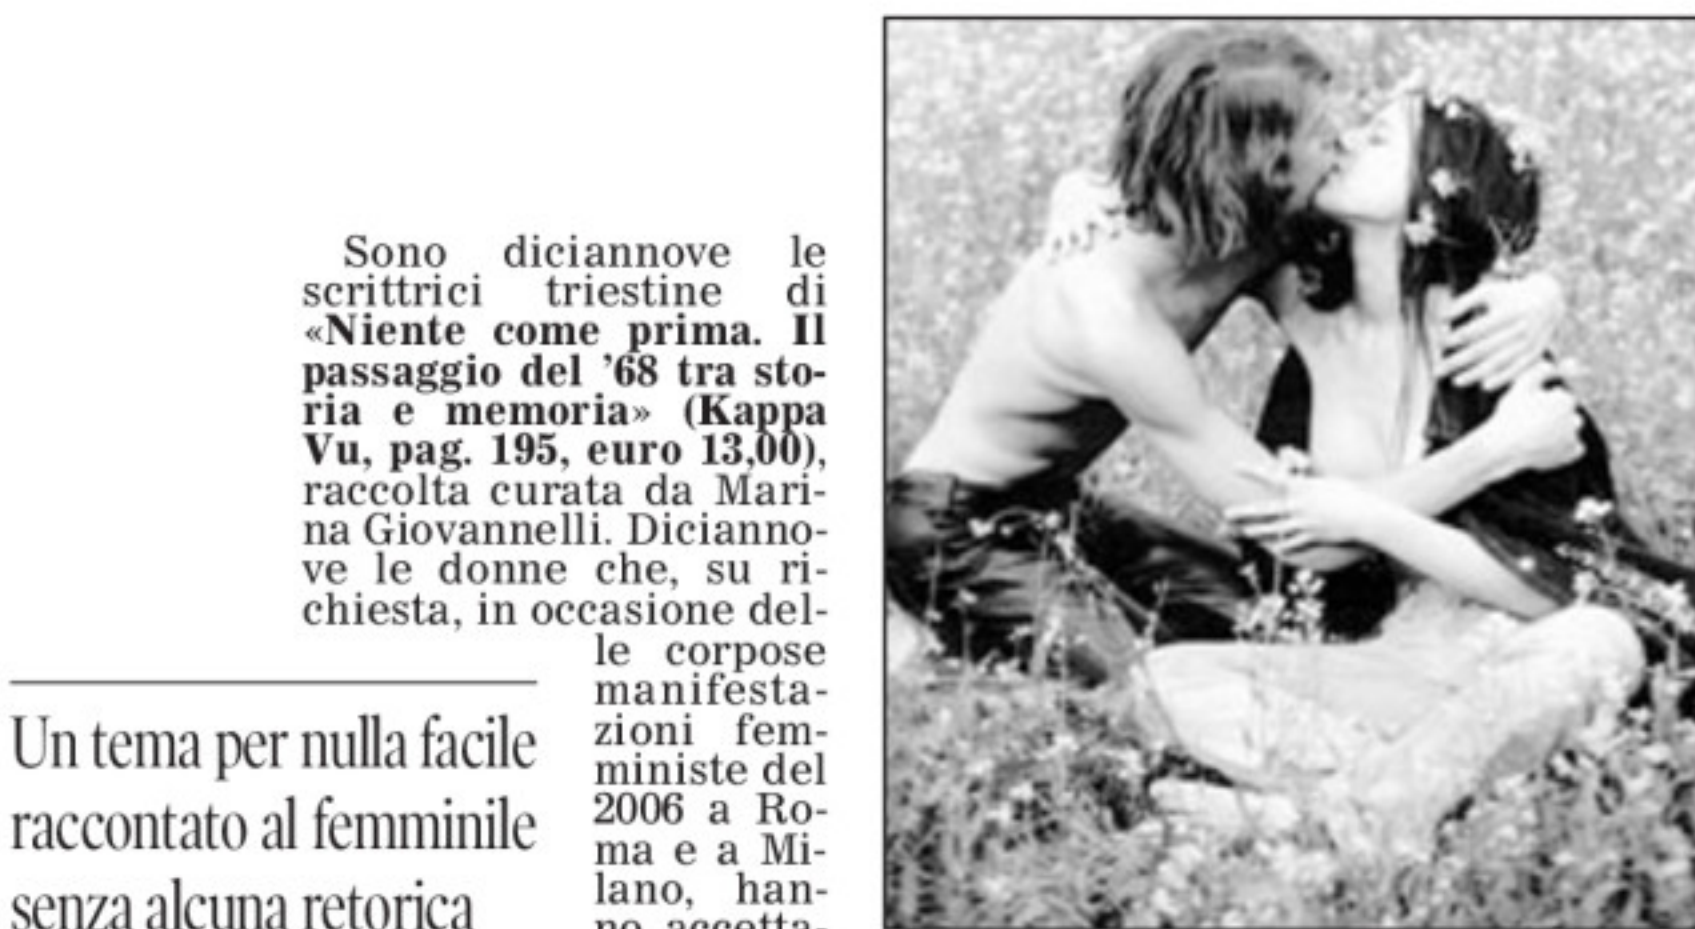 Sono diciannove le
scrittrici triestine di
«Niente come prima. Il
passaggio del ’68 tra sto-
ria e memoria» (Kappa
Vu, pag. 195, euro 13,00),
raccolta curata da Mari-
na Giovannelli. Dicianno-
ve le donne che, su ri-
chiesta, in occasione del-
le corpose
manifesta-
zioni fem-
ministe del
2006 a Ro-
ma e a Mi-
lano, han-
no accetta-
Un tema per nulla facile
raccontato al femminile
senza alcuna retorica